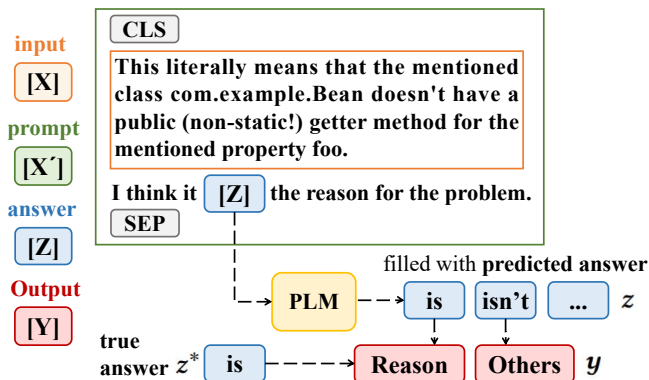 input
[X]
prompt
[X´]
answer
[Z]
Output
[Y]
CLS
This literally means that the mentioned
class com.example.Bean doesn't have a
public (non-static!) getter method for the
mentioned property foo.
I think it [Z] the reason for the problem.
SEP
filled with predicted answer
PLM
is isn't ... z
true
answer z* is
Reason Others y